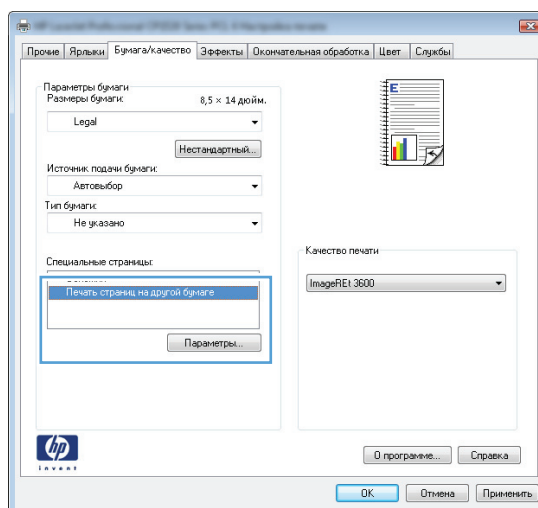 Прочие Ярлыки Бумага/качество Эффекты Окончательная обработка Цвет Службы
Параметры бумаги
Размеры бумаги: 8,5 × 14 дюйм.
Legal
Нестандартный...
Источник подачи бумаги:
Автовыбор
Тип бумаги:
Не указано
Специальные страницы:
Печать страниц на другой бумаге
Параметры...
E
Качество печати
ImageREt 3600
hp
invent
О программе... Справка
OK Отмена Применить